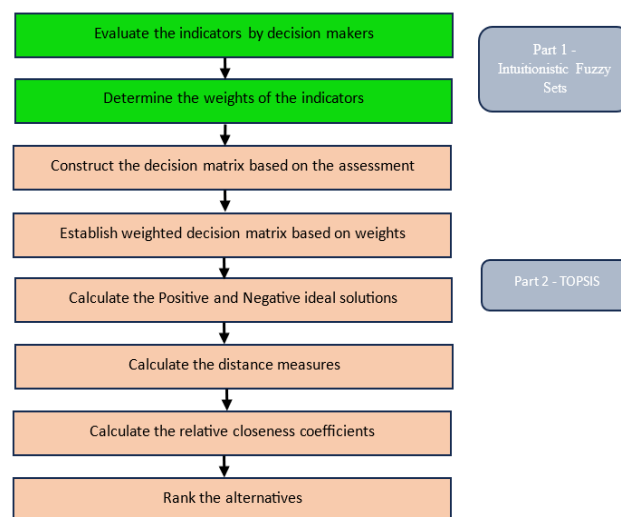 Evaluate the indicators by decision makers
Part 1 -
Intuitionistic Fuzzy
Sets
Determine the weights of the indicators
Construct the decision matrix based on the assessment
Establish weighted decision matrix based on weights
Calculate the Positive and Negative ideal solutions
Part 2 - TOPSIS
Calculate the distance measures
Calculate the relative closeness coefficients
Rank the alternatives